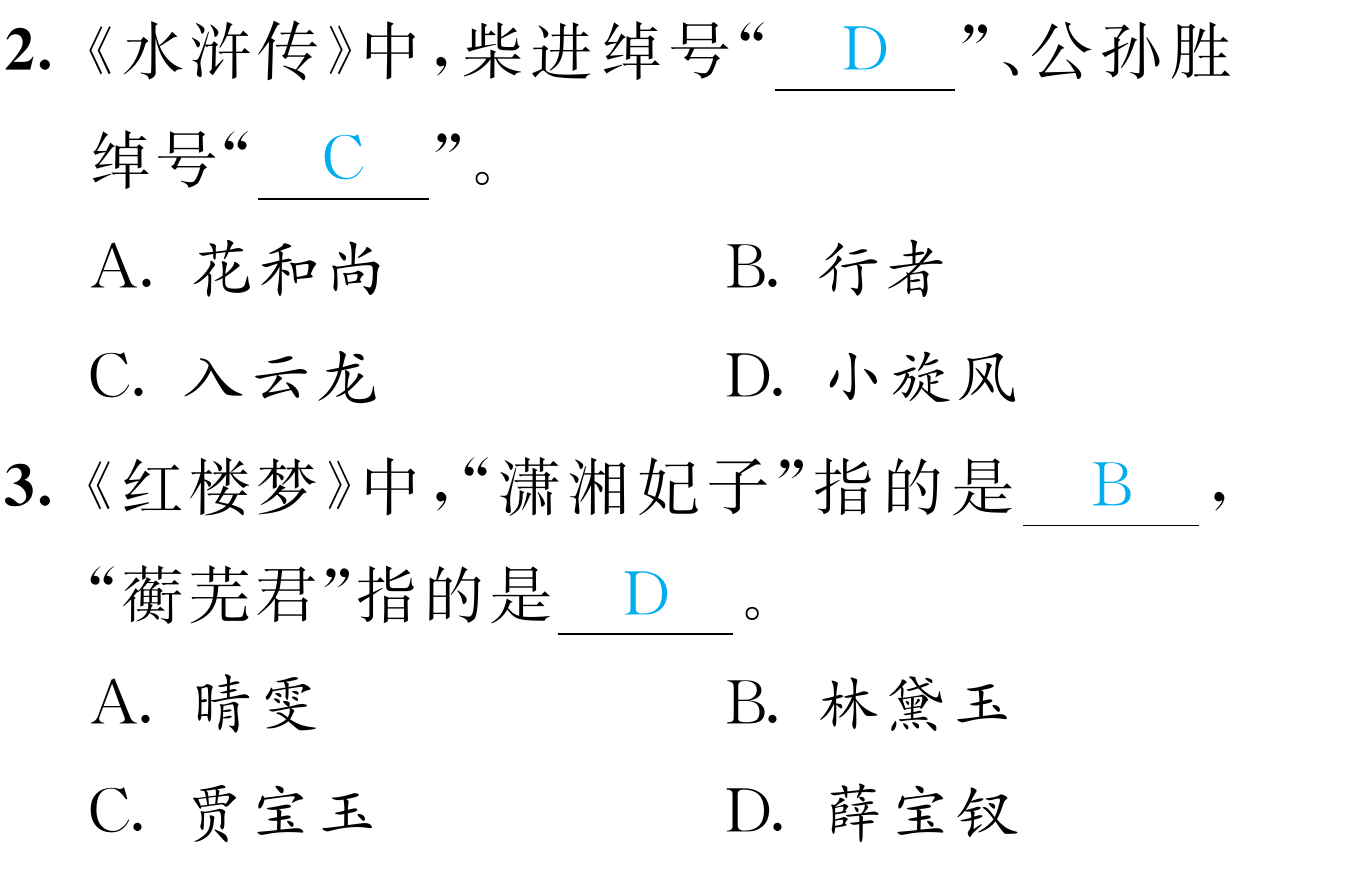 2. 《水浒传》中,柴进绰号“ D ”、公孙胜
绰号“ C ”。
A. 花和尚 B. 行者
C. 入云龙 D. 小旋风
3. 《红楼梦》中,“潇湘妃子”指的是 B ,
“蘅芜君”指的是 D 。
A. 晴雯 B. 林黛玉
C. 贾宝玉 D. 薛宝钗